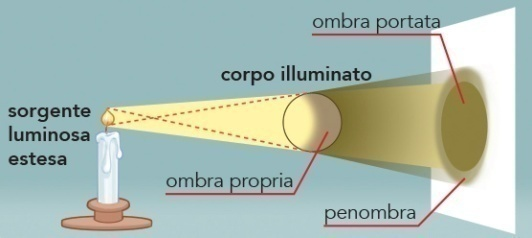 ombra portata
corpo illuminato
sorgente
luminosa
estesa
ombra propria
penombra